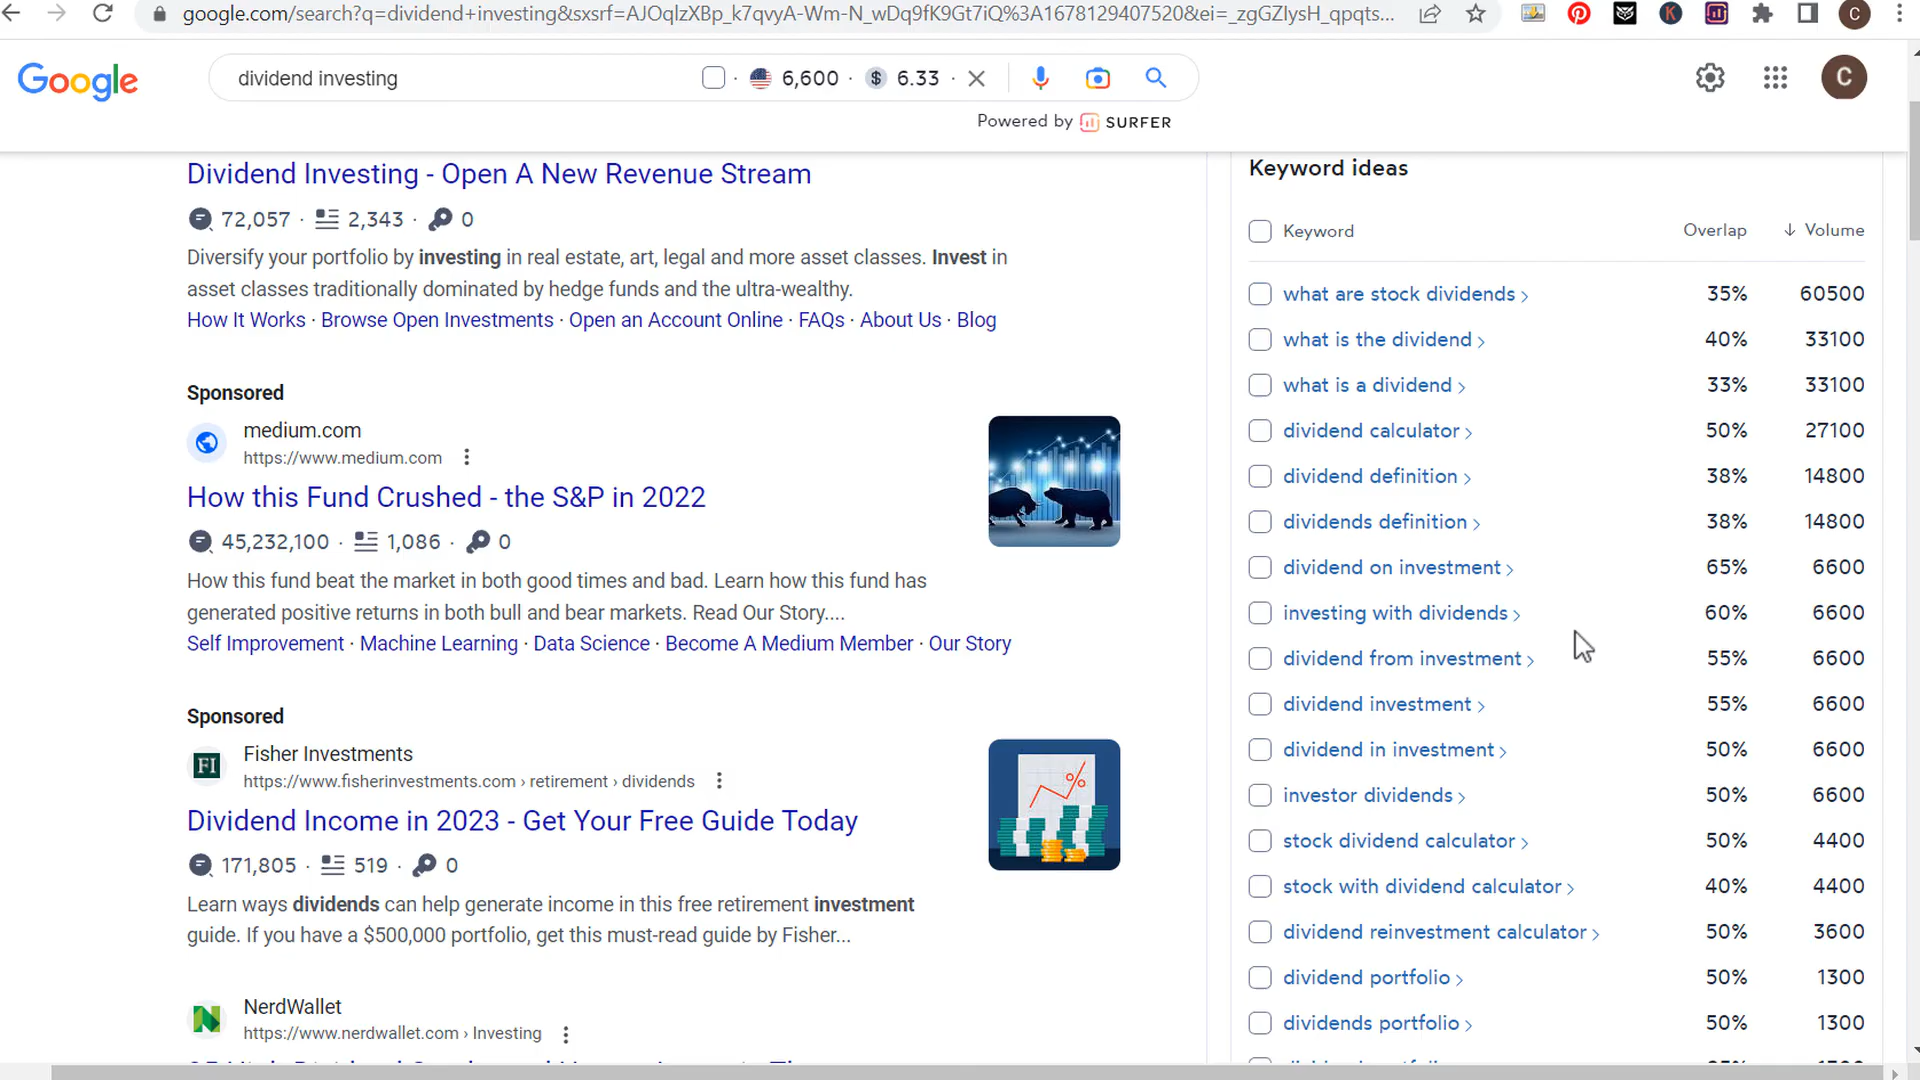 google.com/search?q=dividend+investing&sxsrf=AJOqlzXBp_k7qvyA-Wm-N_wDq9fK9Gt7iQ%3A1678129407520&ei=_zgGZIysH_qpqts...
K
C
Google
dividend investing
6,600 · $ 6.33
C
Powered by SURFER
Dividend Investing - Open A New Revenue Stream
72,057 · 2,343 · 0
Diversify your portfolio by investing in real estate, art, legal and more asset classes. Invest in
asset classes traditionally dominated by hedge funds and the ultra-wealthy.
How It Works · Browse Open Investments · Open an Account Online · FAQs · About Us · Blog
Sponsored
medium.com
https://www.medium.com
How this Fund Crushed - the S&P in 2022
45,232,100 · 1,086 · 0
How this fund beat the market in both good times and bad. Learn how this fund has
generated positive returns in both bull and bear markets. Read Our Story....
Self Improvement · Machine Learning · Data Science · Become A Medium Member · Our Story
Sponsored
FI
Fisher Investments
https://www.fisherinvestments.com › retirement › dividends
Dividend Income in 2023 - Get Your Free Guide Today
171,805 · 519 · 0
Learn ways dividends can help generate income in this free retirement investment
guide. If you have a $500,000 portfolio, get this must-read guide by Fisher...
NerdWallet
https://www.nerdwallet.com › Investing
Keyword ideas
Keyword Overlap ↓ Volume
what are stock dividends › 35% 60500
what is the dividend › 40% 33100
what is a dividend › 33% 33100
dividend calculator › 50% 27100
dividend definition › 38% 14800
dividends definition › 38% 14800
dividend on investment › 65% 6600
investing with dividends › 60% 6600
dividend from investment › 55% 6600
dividend investment › 55% 6600
dividend in investment › 50% 6600
investor dividends › 50% 6600
stock dividend calculator › 50% 4400
stock with dividend calculator › 40% 4400
dividend reinvestment calculator › 50% 3600
dividend portfolio › 50% 1300
dividends portfolio › 50% 1300